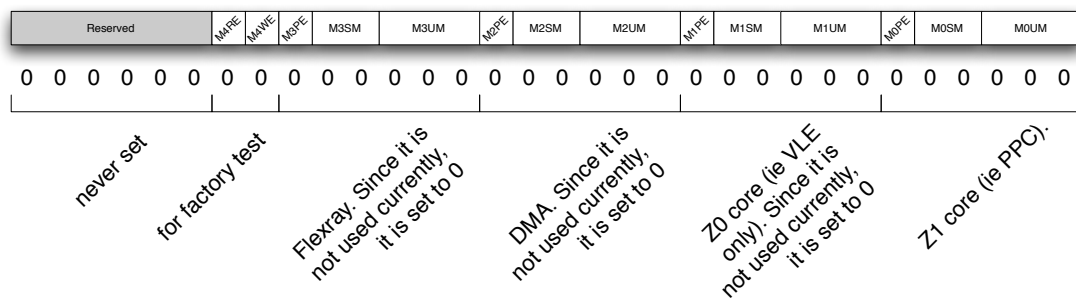 Reserved M4RE M4WE M3PE M3SM M3UM M2PE M2SM M2UM M1PE M1SM M1UM M0PE M0SM M0UM
0 0 0 0 0 0 0 0 0 0 0 0 0 0 0 0 0 0 0 0 0 0 0 0 0 0 0 0 0 0 0 0
never set
for factory test
Flexray. Since it is
not used currently,
it is set to 0
DMA. Since it is
not used currently,
it is set to 0
Z0 core (ie VLE
only). Since it is
not used currently,
it is set to 0
Z1 core (ie PPC).